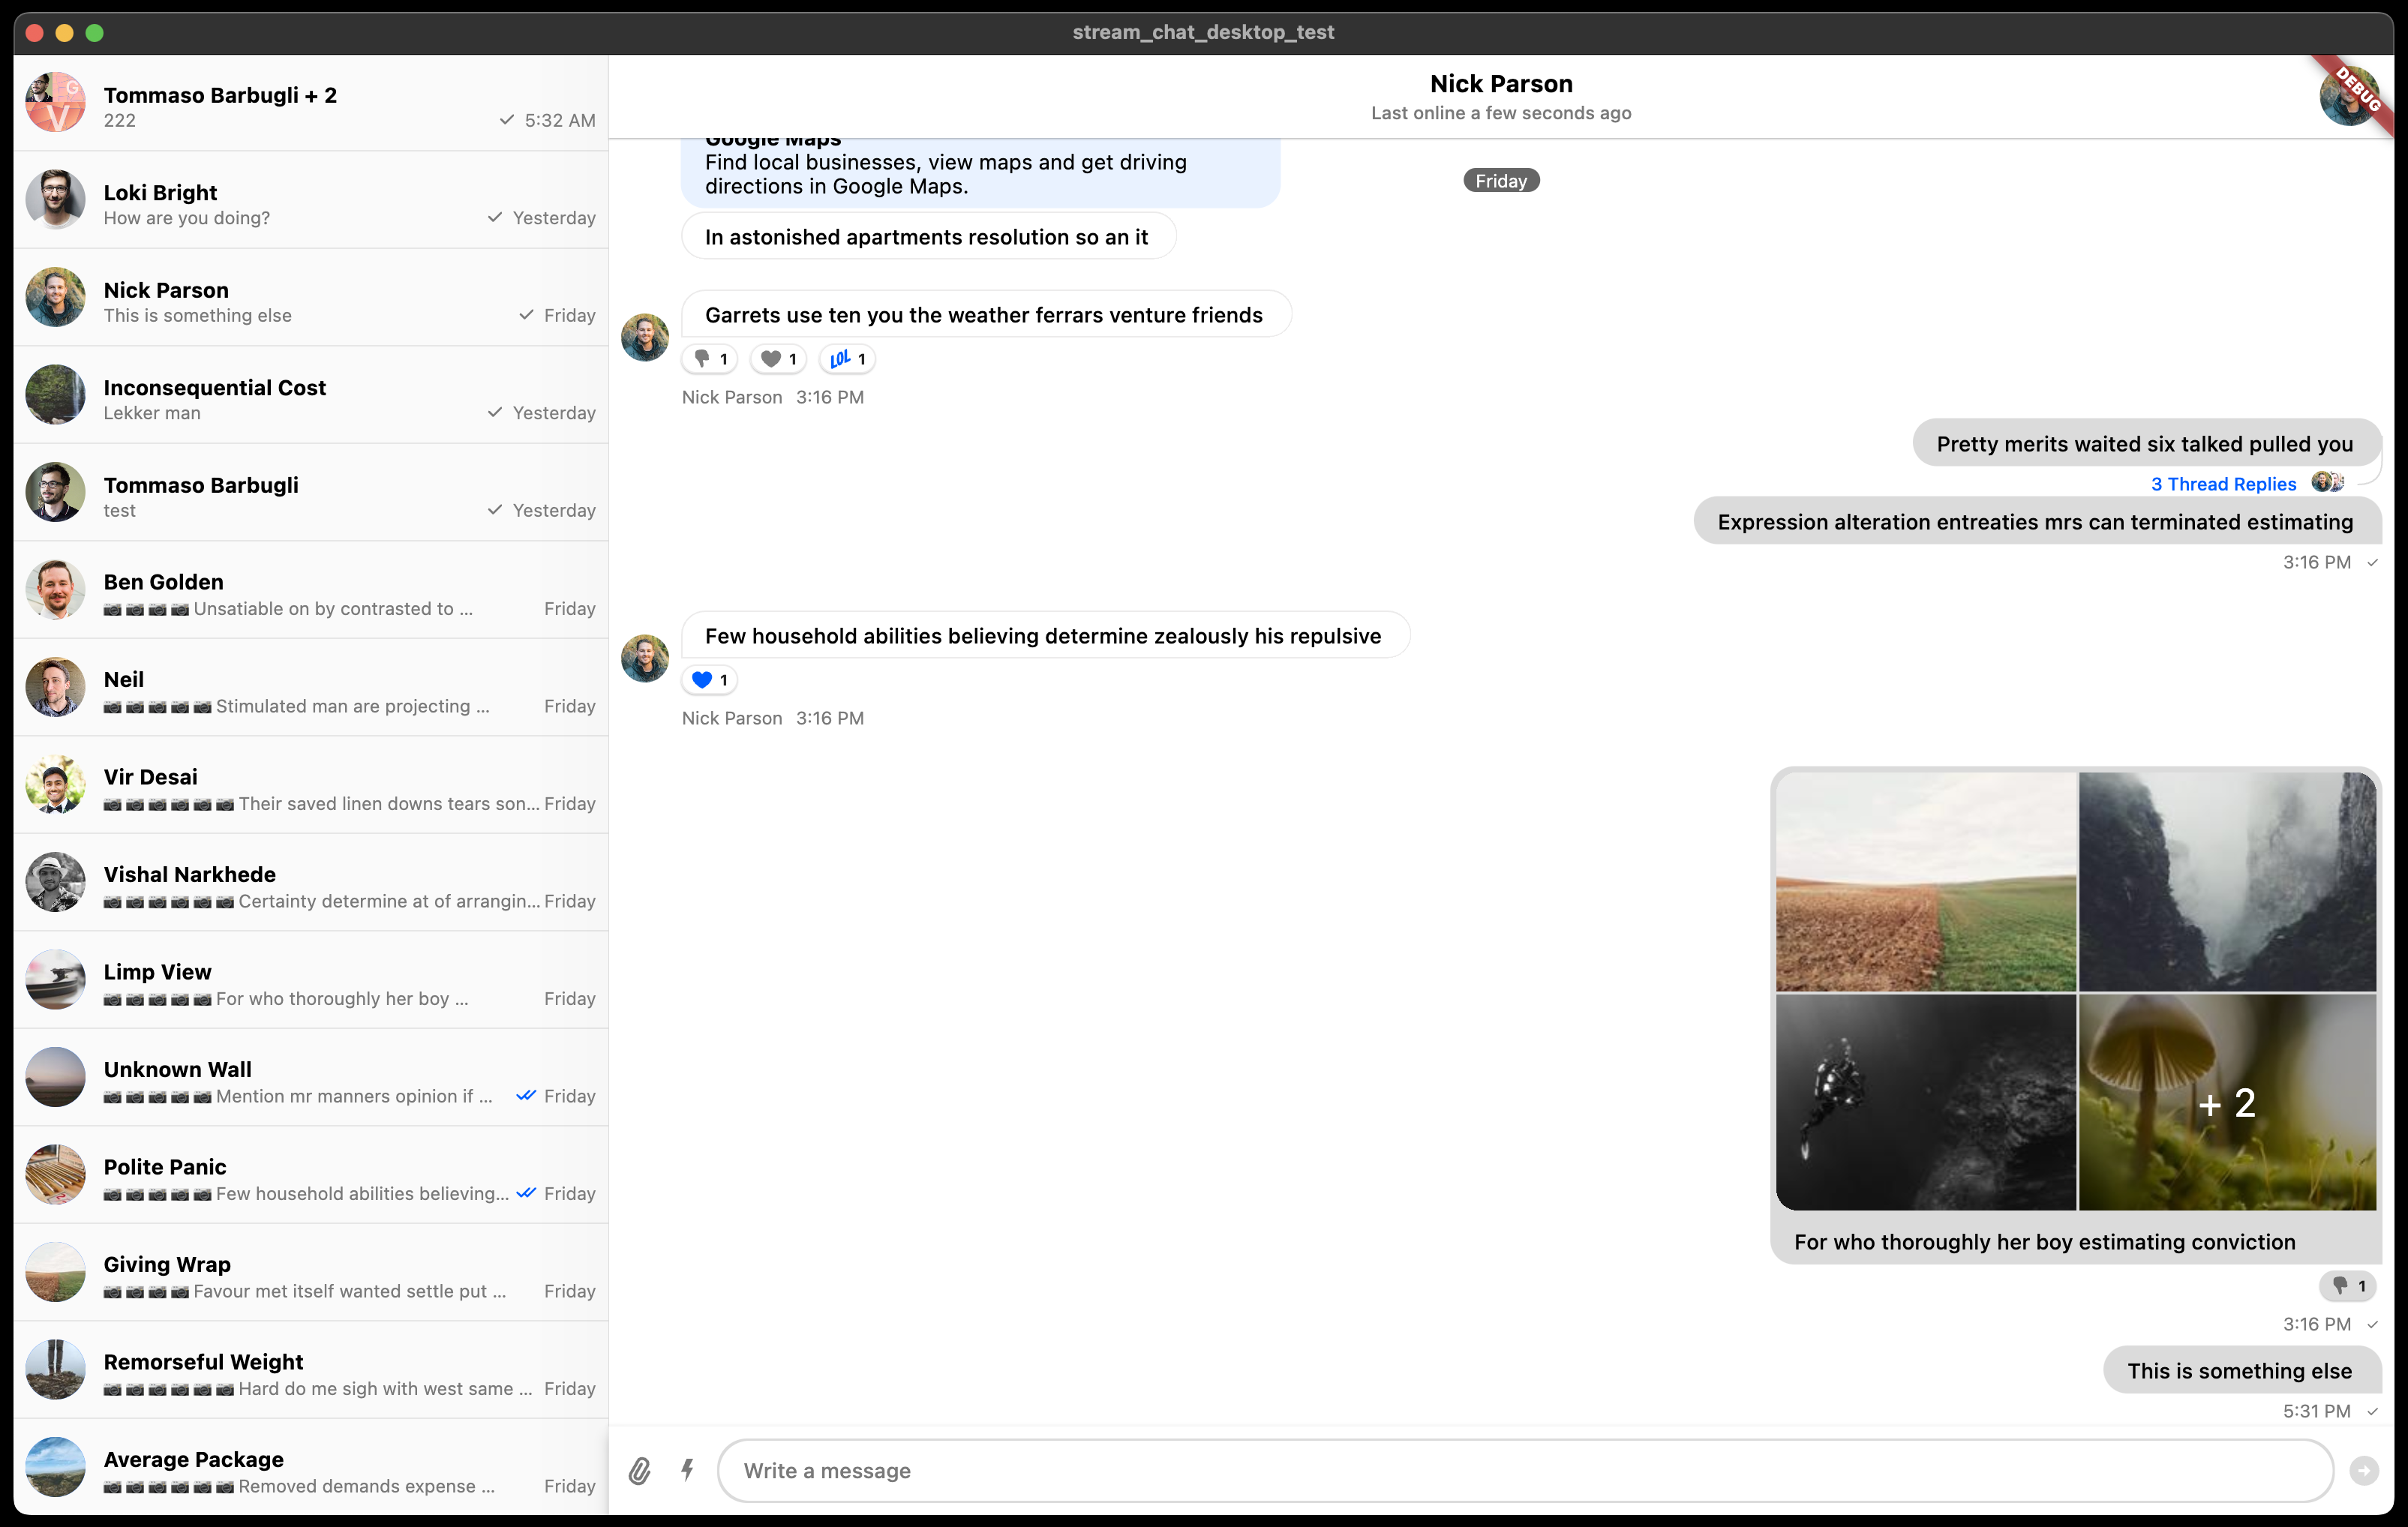 stream_chat_desktop_test
Tommaso Barbugli + 2
222
5:32 AM
Loki Bright
How are you doing?
Yesterday
Nick Parson
This is something else
Friday
Inconsequential Cost
Lekker man
Yesterday
Tommaso Barbugli
test
Yesterday
Ben Golden
Unsatiable on by contrasted to ...
Friday
Neil
Stimulated man are projecting ...
Friday
Vir Desai
Their saved linen downs tears son...
Friday
Vishal Narkhede
Certainty determine at of arrangin...
Friday
Limp View
For who thoroughly her boy ...
Friday
Unknown Wall
Mention mr manners opinion if ...
Friday
Polite Panic
Few household abilities believing...
Friday
Giving Wrap
Favour met itself wanted settle put ...
Friday
Remorseful Weight
Hard do me sigh with west same ...
Friday
Average Package
Removed demands expense ...
Friday
Nick Parson
Last online a few seconds ago
DEBUG
Google Maps
Find local businesses, view maps and get driving
directions in Google Maps.
Friday
In astonished apartments resolution so an it
Garrets use ten you the weather ferrars venture friends
1 1 LOL 1
Nick Parson 3:16 PM
Pretty merits waited six talked pulled you
3 Thread Replies
Expression alteration entreaties mrs can terminated estimating
3:16 PM
Few household abilities believing determine zealously his repulsive
1
Nick Parson 3:16 PM
+ 2
For who thoroughly her boy estimating conviction
1
3:16 PM
This is something else
5:31 PM
Write a message